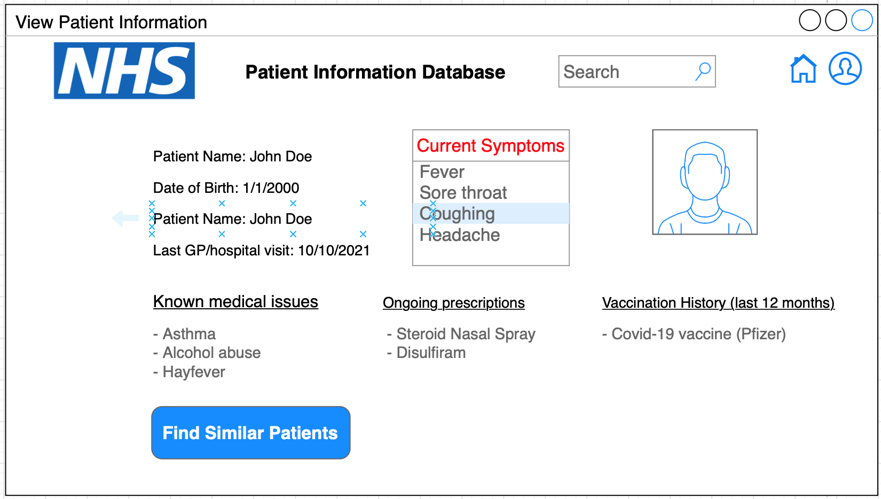 View Patient Information
NHS
Patient Information Database
Search
Patient Name: John Doe
Date of Birth: 1/1/2000
Patient Name: John Doe
Last GP/hospital visit: 10/10/2021
Current Symptoms
Fever
Sore throat
Coughing
Headache
Known medical issues
- Asthma
- Alcohol abuse
- Hayfever
Ongoing prescriptions
- Steroid Nasal Spray
- Disulfiram
Vaccination History (last 12 months)
- Covid-19 vaccine (Pfizer)
Find Similar Patients